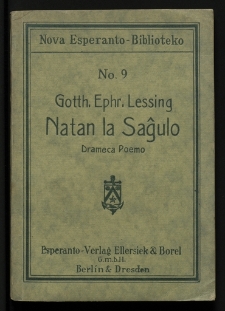 Nova Esperanto-Biblioteko
No. 9
Gotth. Ephr. Lessing
Natan la Saĝulo
Drameca Poemo
Esperanto-Verlag Ellersiek & Borel
G.m.b.H.
Berlin & Dresden